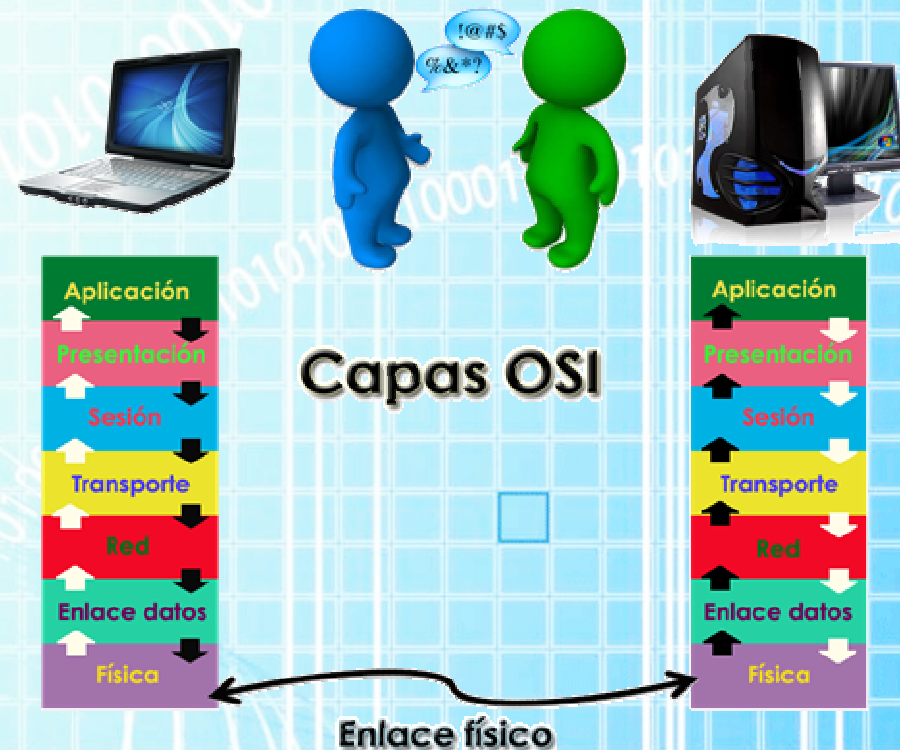 !@#$
%&*?
Capas OSI
Aplicación
Presentación
Sesión
Transporte
Red
Enlace datos
Física
Aplicación
Presentación
Sesión
Transporte
Red
Enlace datos
Física
Enlace físico